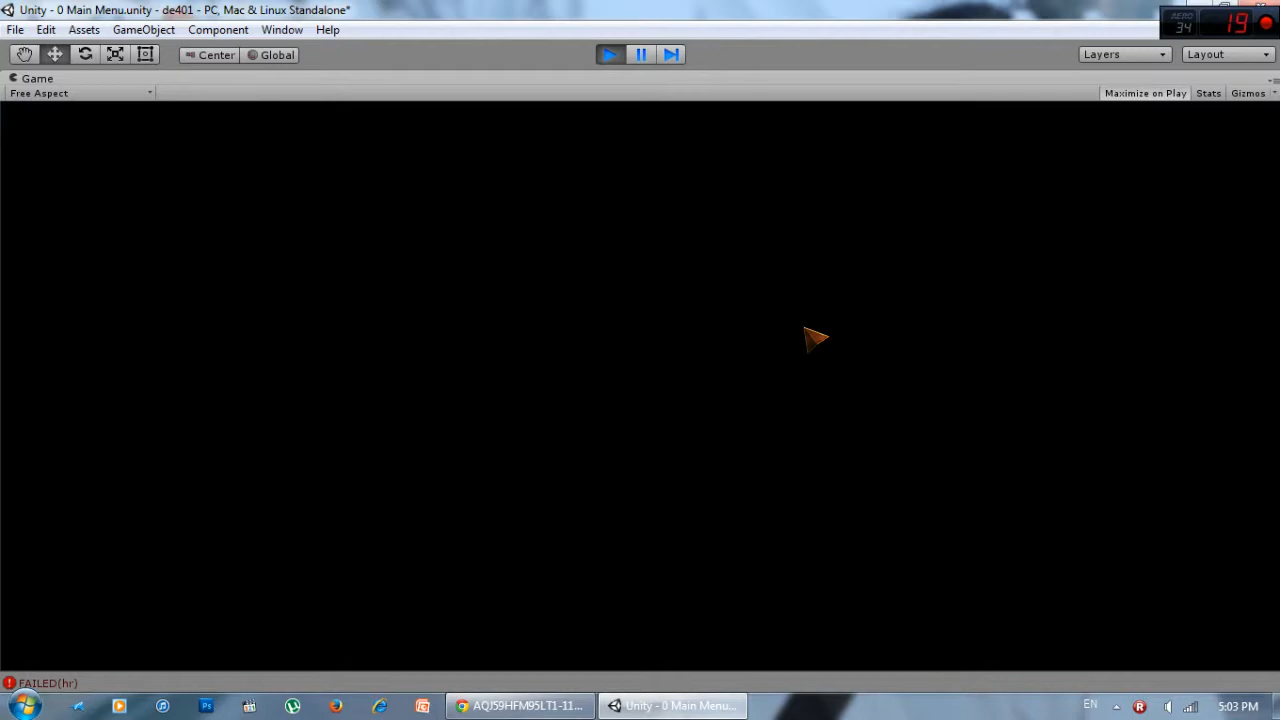 Unity - 0 Main Menu.unity - de401 - PC, Mac & Linux Standalone*
AERO
34
19
File Edit Assets GameObject Component Window Help
Center Global
Layers Layout
Game
Free Aspect
Maximize on Play Stats Gizmos
FAILED(hr)
AQJ59HFM95LT1-11...
Unity - 0 Main Menu....
EN
5:03 PM